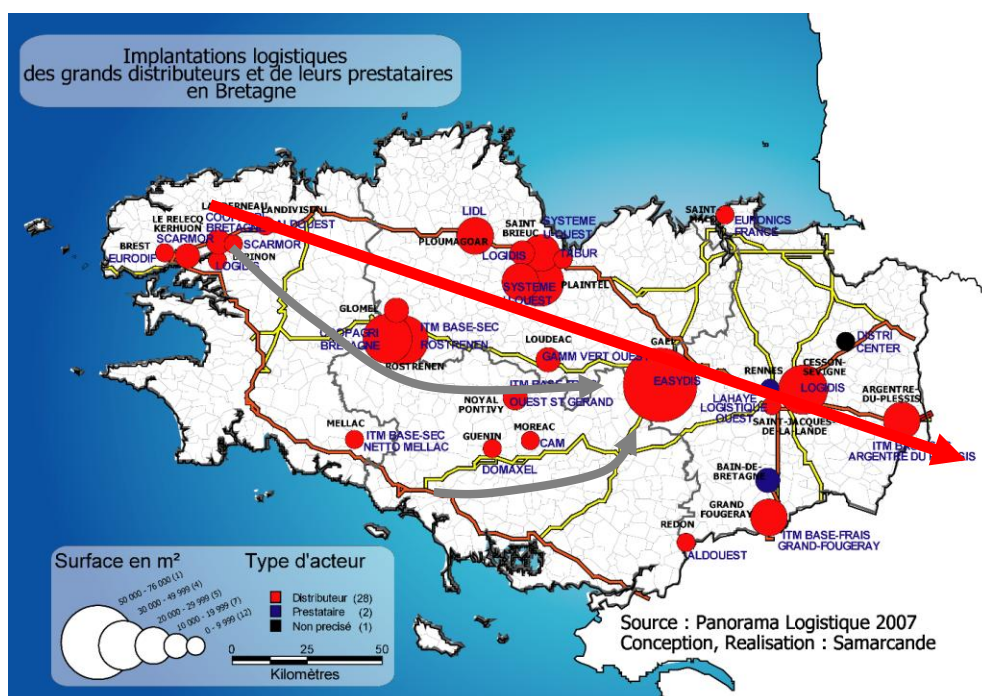 Implantations logistiques
des grands distributeurs et de leurs prestataires
en Bretagne
LANDIVISIAU
LE RELECQ
KERHUON
BRETAGNE
SCARMOR
SCARMOR
BREST
EURODIF
LIDL
PLOUMAGOAR
SAINT
BRIEUC
SYSTEME
U OUEST
LOGIDIS
TABUR
SYSTEME
U OUEST
PLAINTEL
SAINT
EURONICS
FRANCE
GLOMEL
BRETAGNE
ITM BASE-SEC
ROSTRENEN
ROSTRENEN
LOUDEAC
GAMM VERT OUEST
GAEL
EASYDIS
OUEST ST GERAND
NOYAL
PONTIVY
MELLAC
ITM BASE-SEC
NETTO MELLAC
GUENIN
DOMAXEL
MOREAC
CAM
DISTRI
CENTER
RENNES
CESSON-
SEVIGNE
LOGIDIS
LAHAYE
LOGISTIQUE
OUEST
SAINT-JACQUES-
DE-LA-LANDE
ARGENTRE-
DU-PLESSIS
BAIN-DE-
BRETAGNE
GRAND
FOUGERAY
ITM BASE-FRAIS
GRAND-FOUGERAY
REDON
ALDOUEST
Surface en m²
50 000 - 76 000 (1)
30 000 - 49 999 (4)
20 000 - 29 999 (5)
10 000 - 19 999 (7)
0 - 9 999 (12)
Type d'acteur
Distributeur (28)
Prestataire (2)
Non precisé (1)
0 25 50
Kilomètres
Source : Panorama Logistique 2007
Conception, Realisation : Samarcande